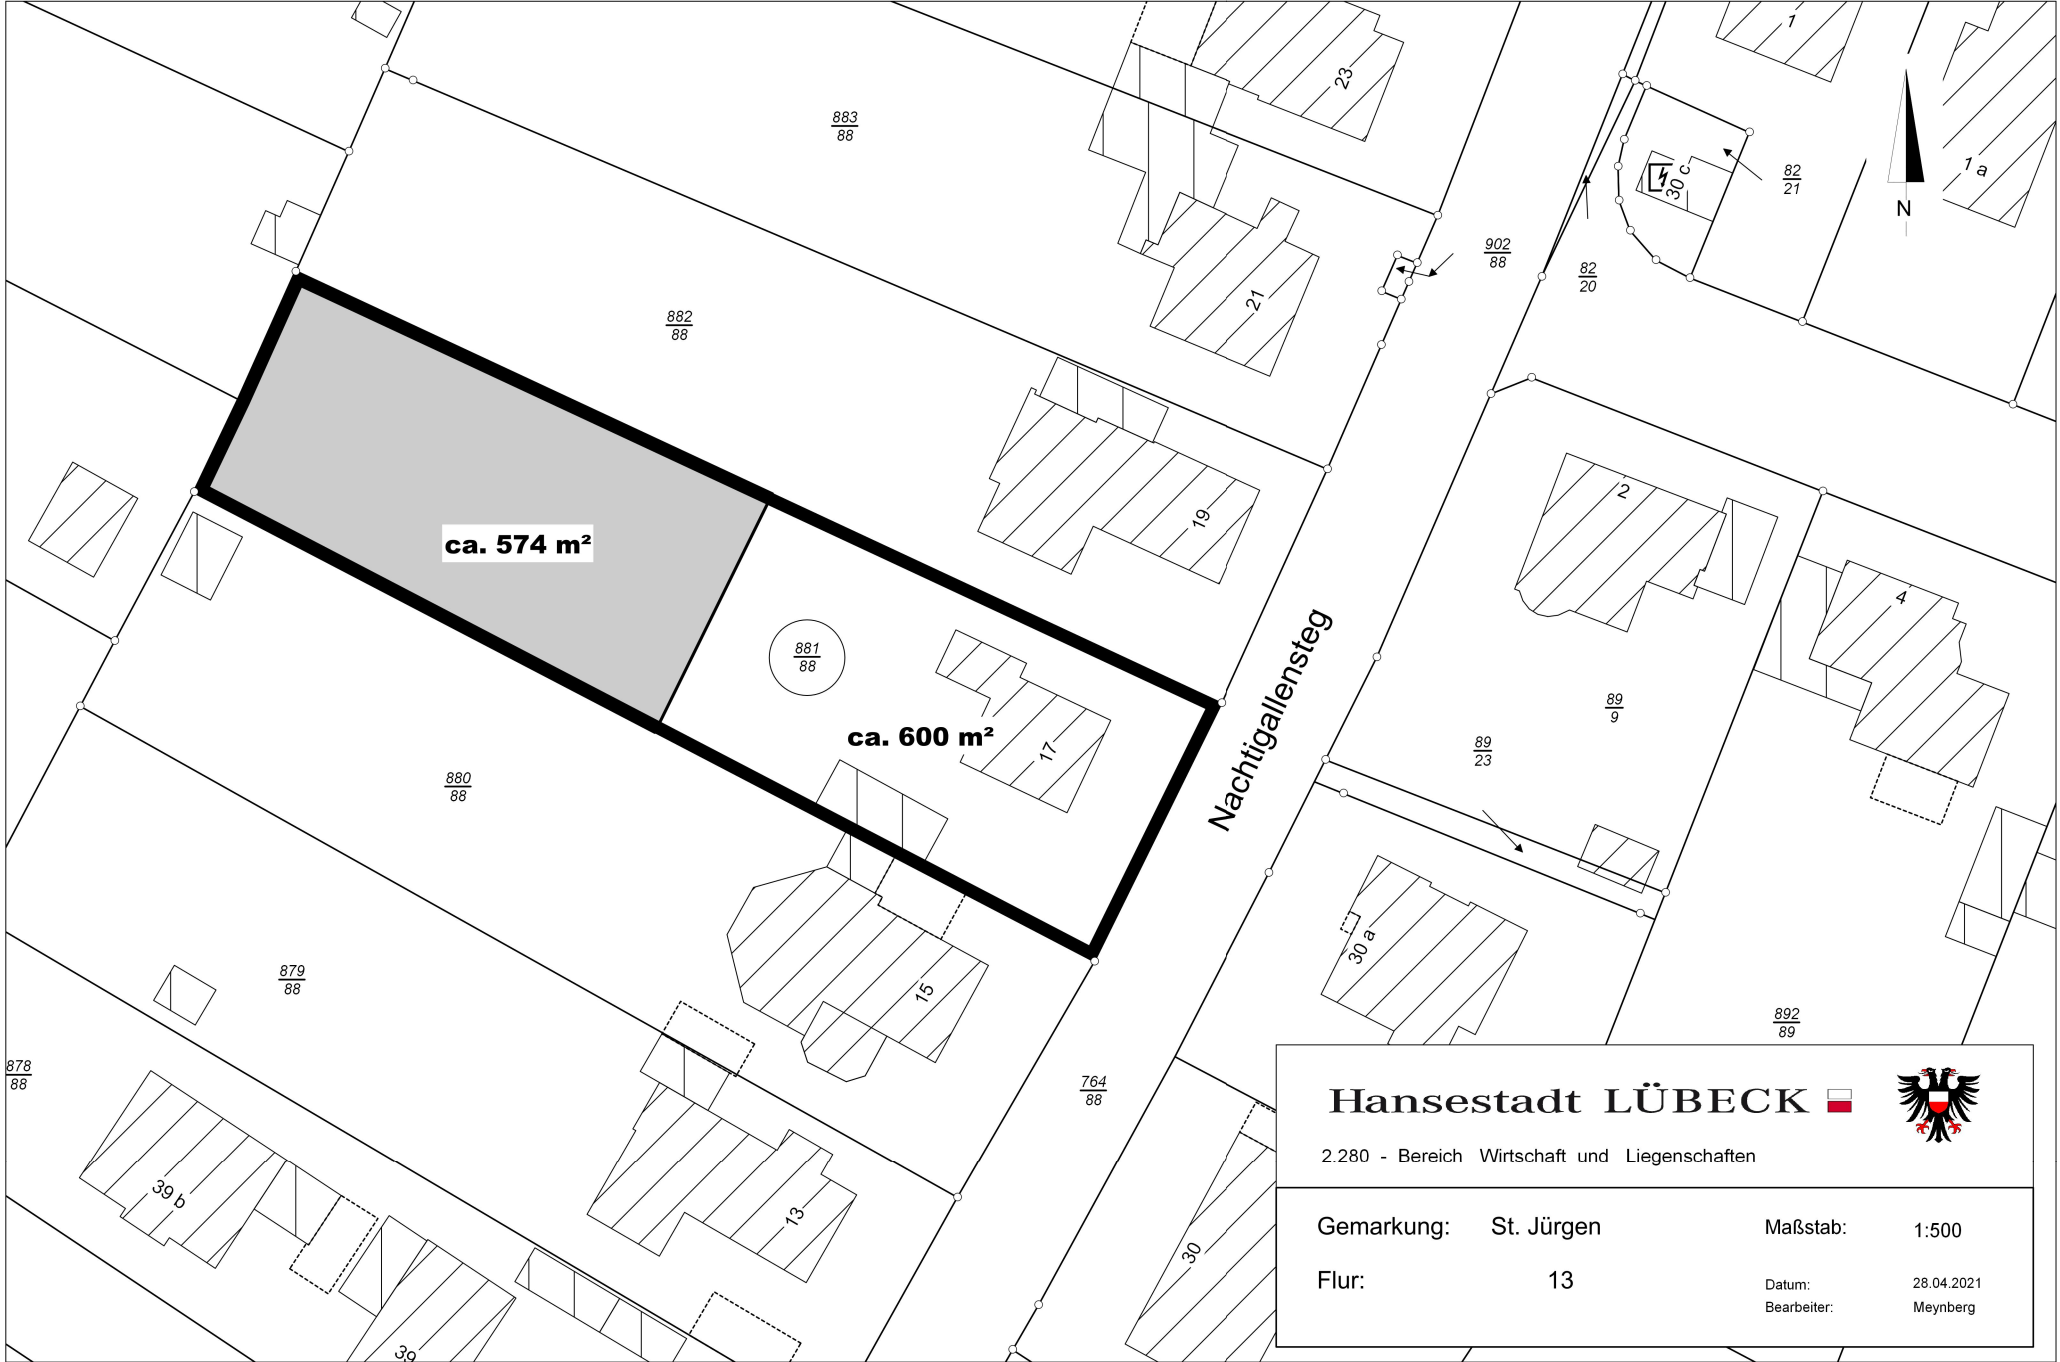 1
23
883
88
30 c
82
21
1 a
N
902
88
82
20
21
882
88
2
19
ca. 574 m²
4
881
88
Nachtigallensteg
89
9
ca. 600 m²
17
89
23
880
88
30 a
15
879
88
892
89
878
88
764
88
39 b
13
30
39
Hansestadt LÜBECK
2.280 - Bereich Wirtschaft und Liegenschaften
Gemarkung: St. Jürgen Maßstab: 1:500
Flur: 13
Datum: 28.04.2021
Bearbeiter: Meynberg